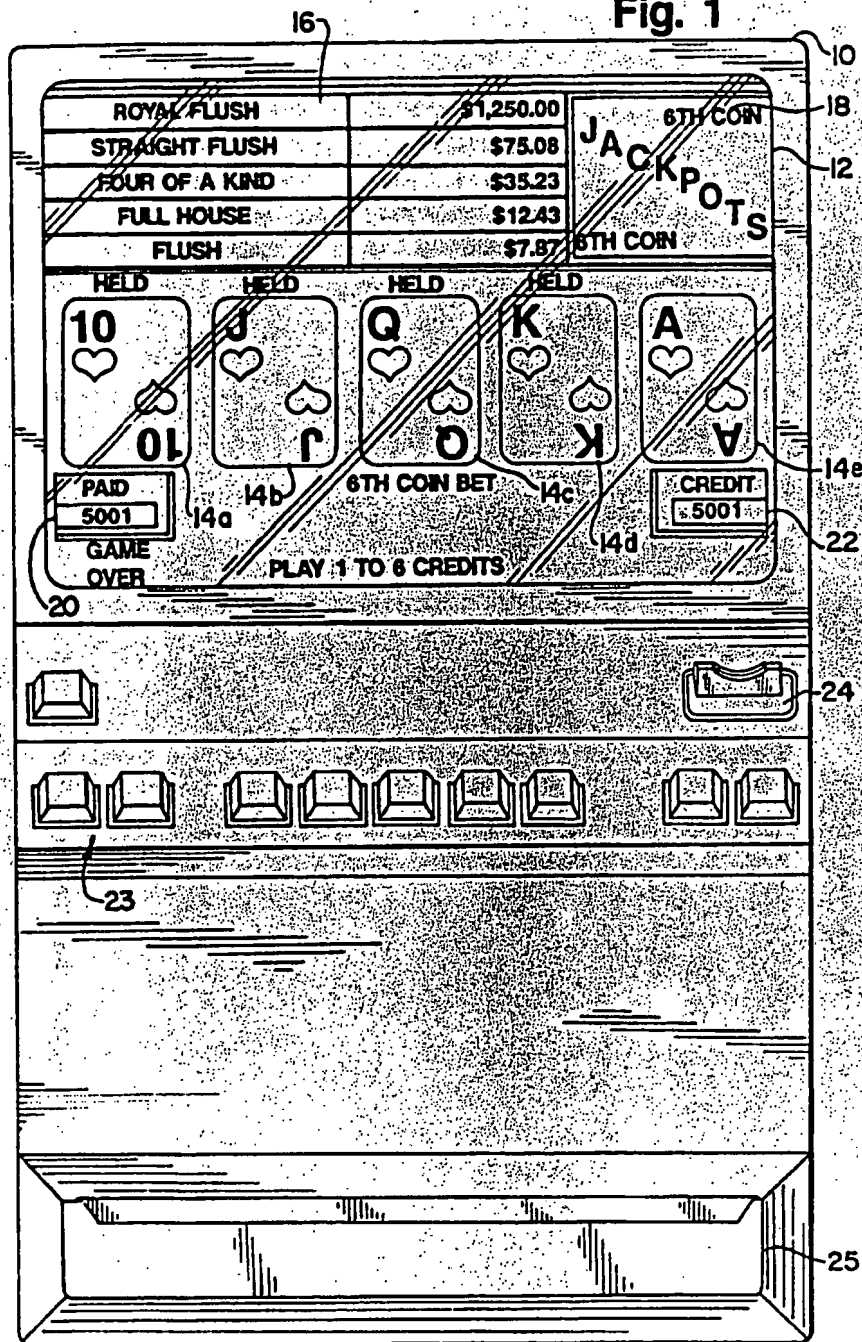 Fig. 1
16
10
ROYAL FLUSH $1,250.00
STRAIGHT FLUSH $75.08
FOUR OF A KIND $35.23
FULL HOUSE $12.43
FLUSH $7.87
6TH COIN
JACKPOTS
6TH COIN
18
12
HELD HELD HELD HELD
10 J Q K A
10 J Q K A
14a 14b 14c 14d 14e
PAID
5001
6TH COIN BET
CREDIT
5001
22
GAME
OVER
PLAY 1 TO 6 CREDITS
20
24
23
25